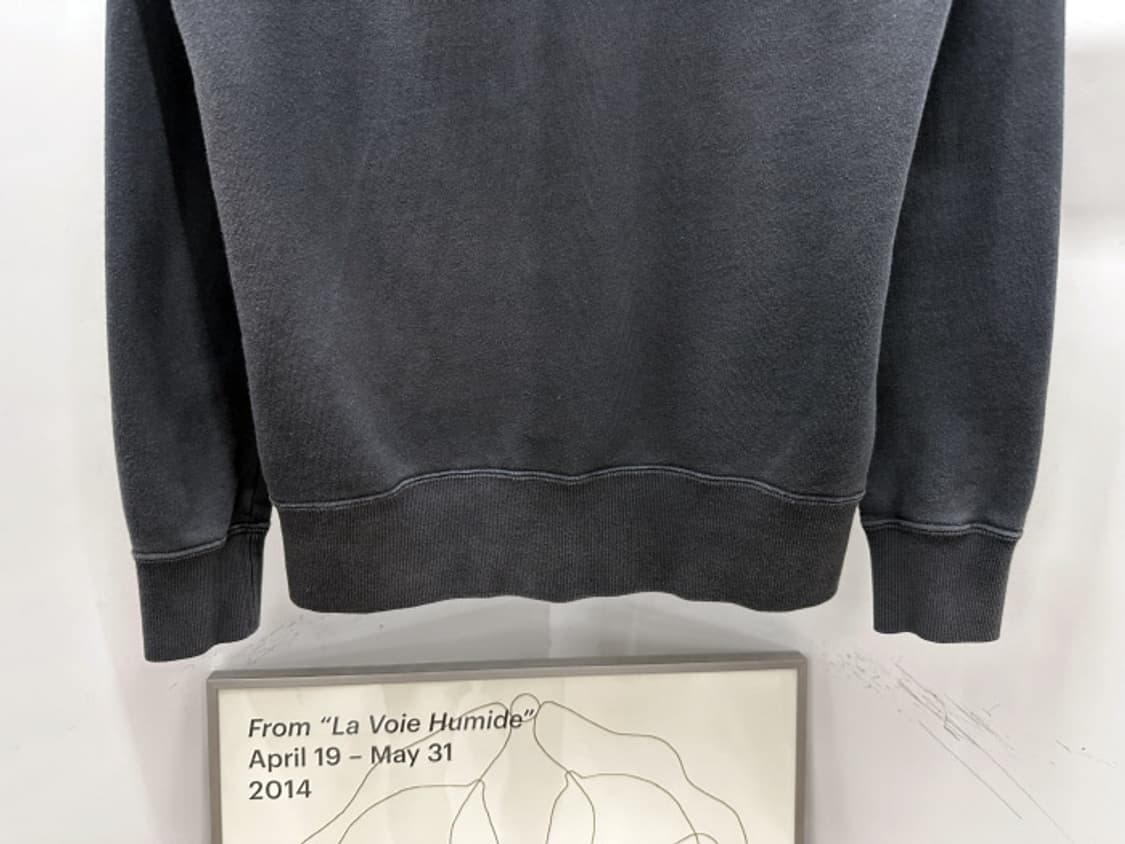 From “La Voie Humide”
April 19 – May 31
2014